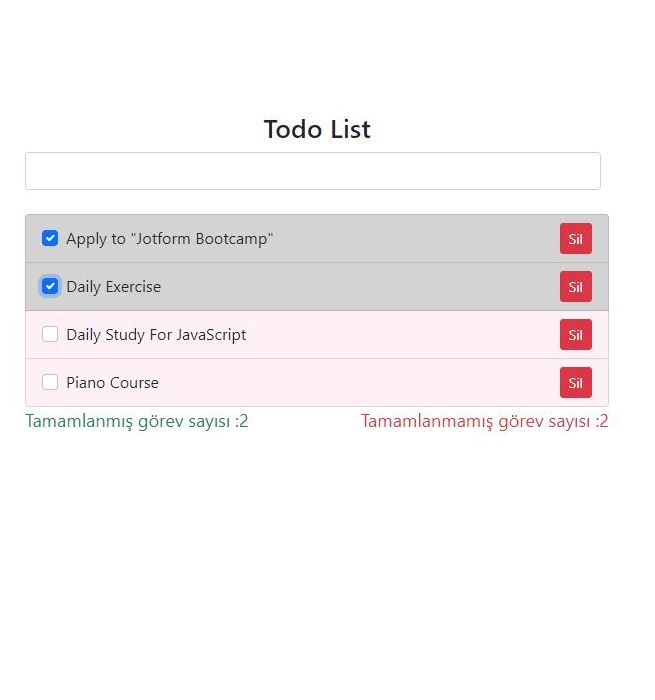 Todo List
Apply to "Jotform Bootcamp" Sil
Daily Exercise Sil
Daily Study For JavaScript Sil
Piano Course Sil
Tamamlanmış görev sayısı :2 Tamamlanmamış görev sayısı :2